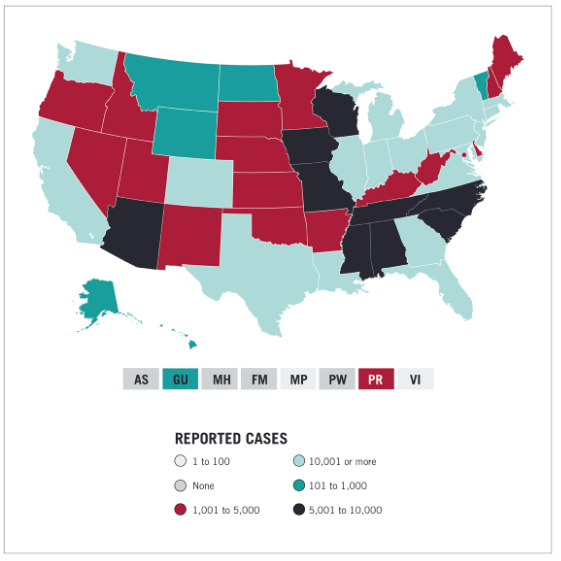 AS GU MH FM MP PW PR VI
REPORTED CASES
1 to 100
10,001 or more
None
101 to 1,000
1,001 to 5,000
5,001 to 10,000